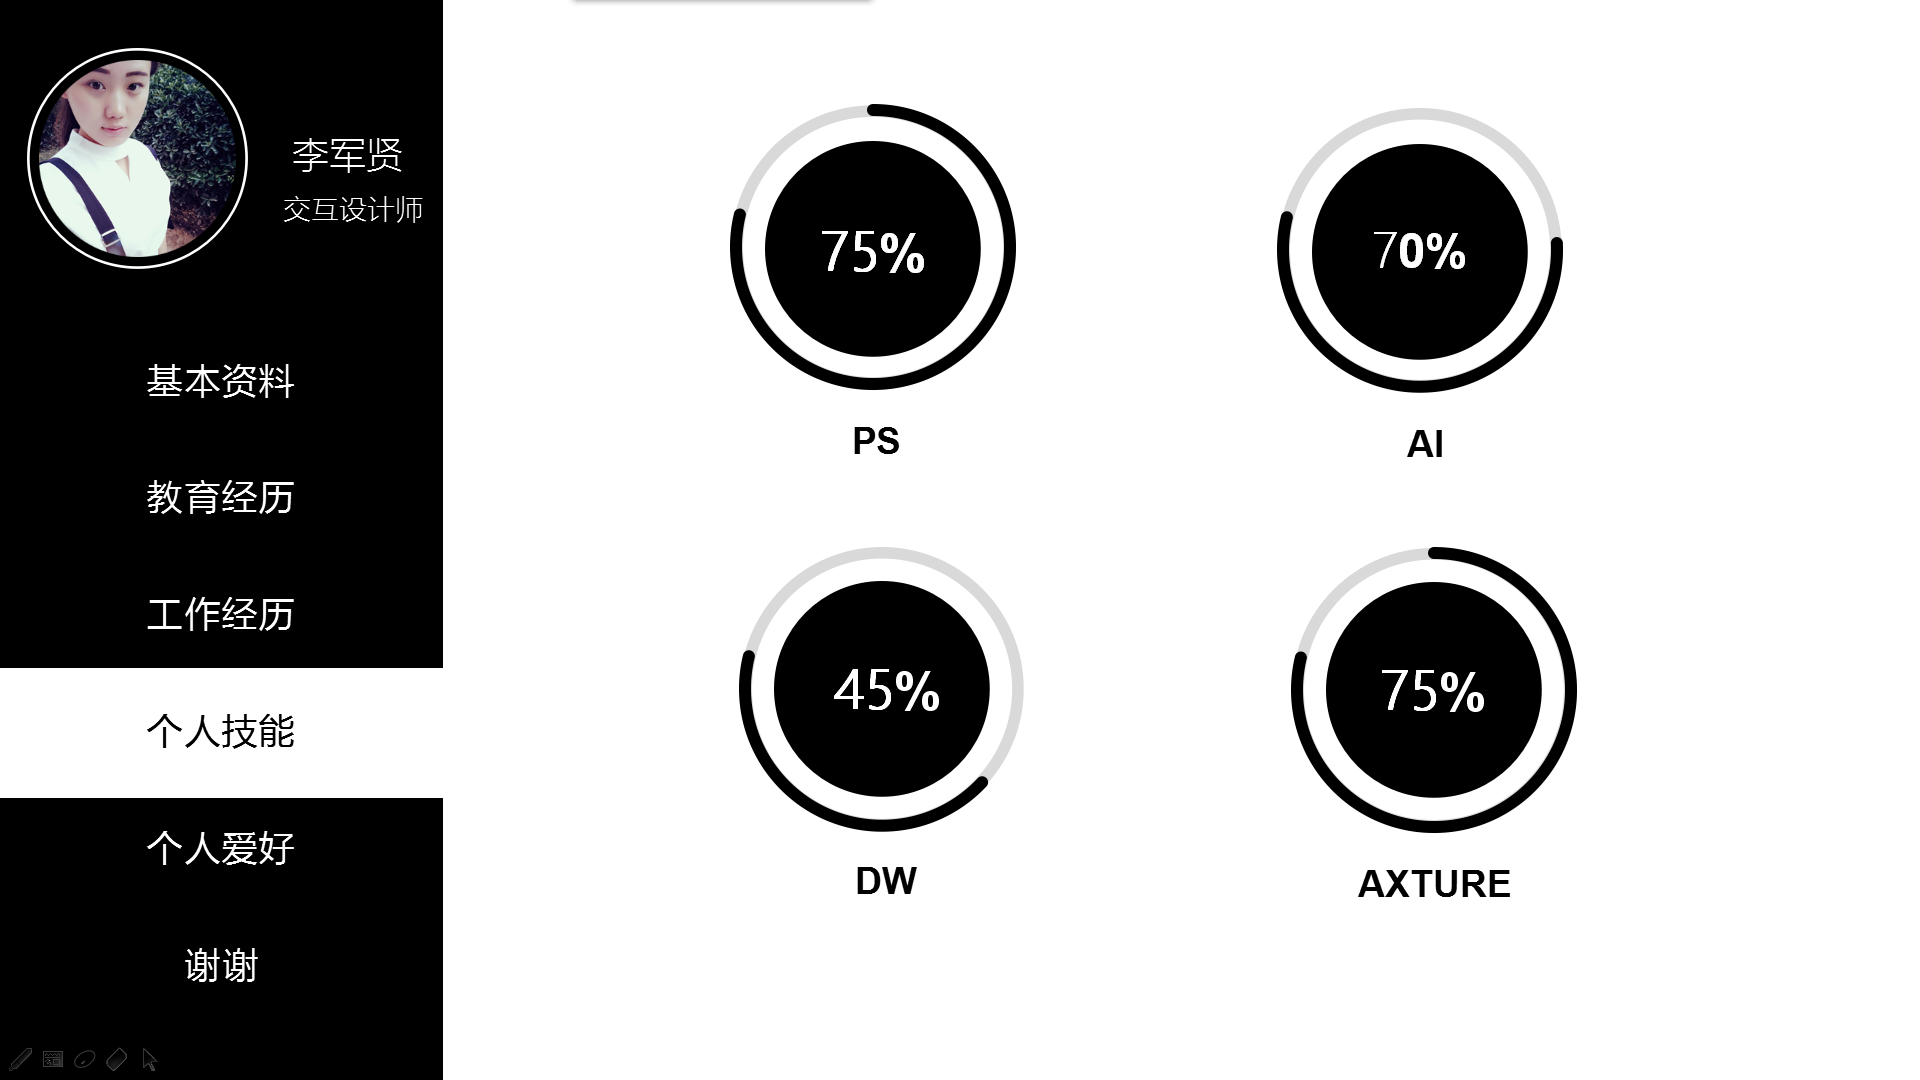 李军贤
交互设计师
基本资料
教育经历
工作经历
个人技能
个人爱好
谢谢
75%
PS
70%
AI
45%
DW
75%
AXTURE